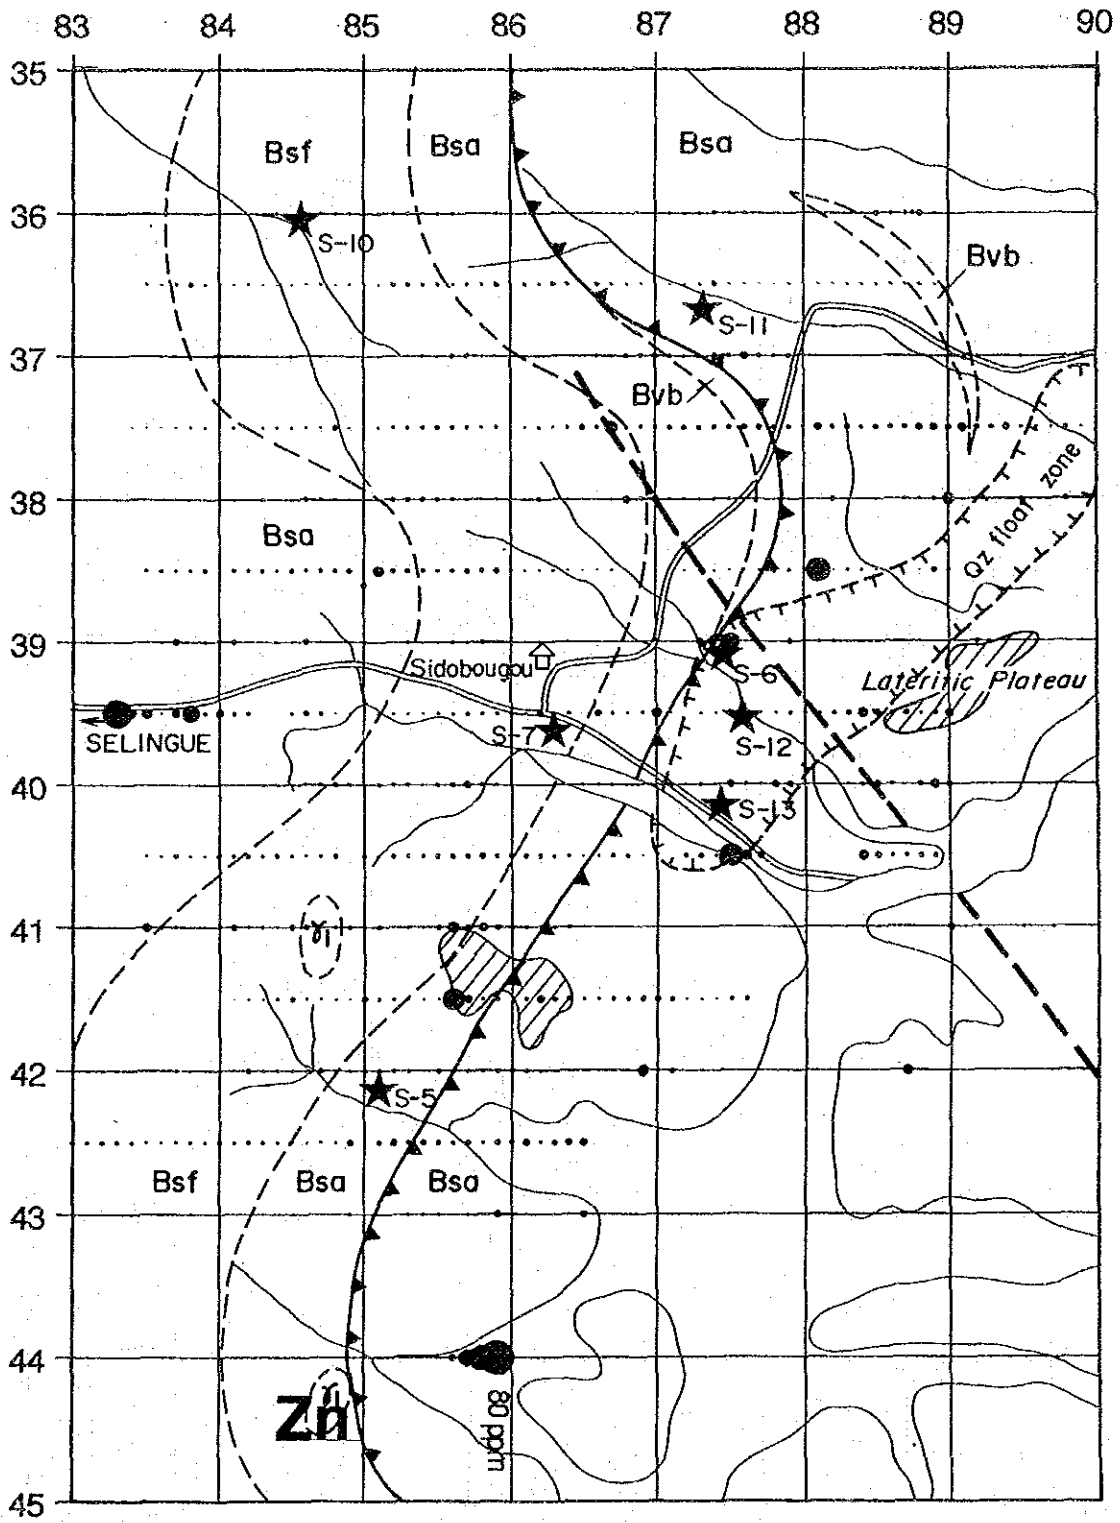 83 84 85 86 87 88 89 90
35
Bsf Bsa Bsa
36
S-10
Bvb
S-11
37
Bvb
38
Qz float zone
Bsa
39
Sidobougou
S-6
Lateritic Plateau
SELINGUE
S-7
S-12
40
S-13
41
γ1
42
S-5
Bsf Bsa Bsa
43
44
Zn
80 ppm
45